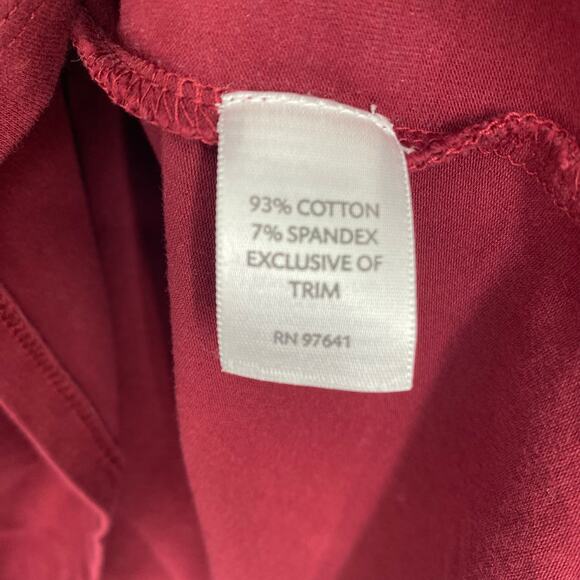 93% COTTON
7% SPANDEX
EXCLUSIVE OF
TRIM
RN 97641